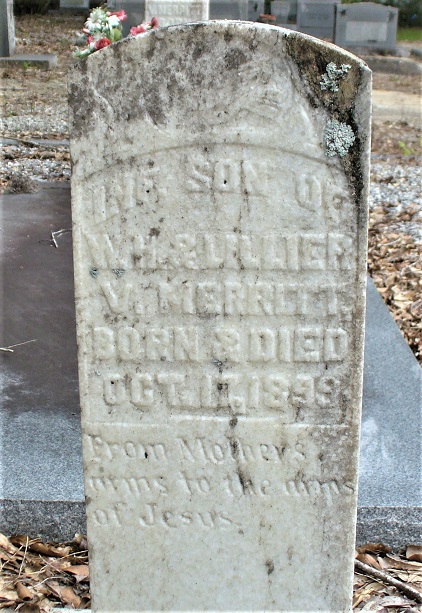 INF. SON OF
W.H. & LILLIE P.
V. MERRETT.
BORN & DIED
OCT. 17, 1899.
From Mother's
arms to the arms
of Jesus.